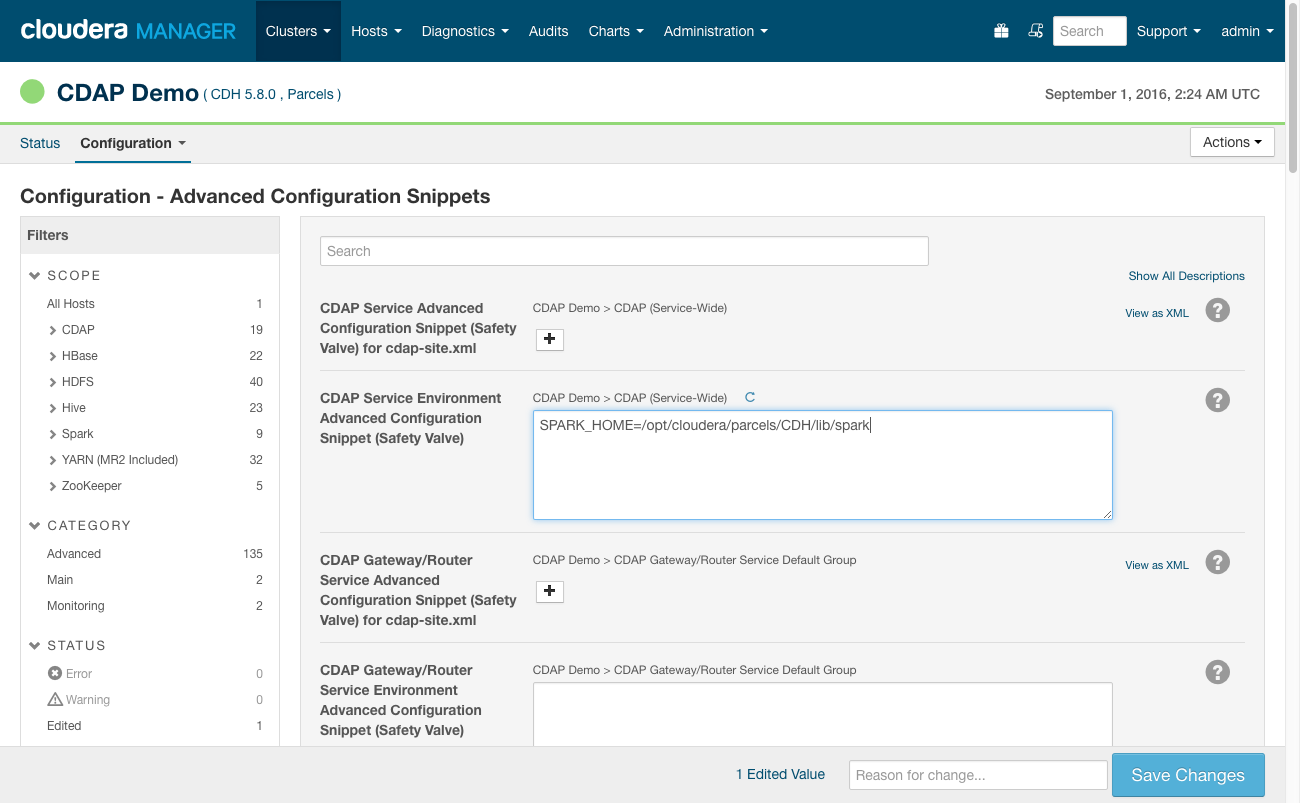 cloudera MANAGER Clusters Hosts Diagnostics Audits Charts Administration Search Support admin
CDAP Demo ( CDH 5.8.0 , Parcels ) September 1, 2016, 2:24 AM UTC
Status Configuration Actions
Configuration - Advanced Configuration Snippets
Filters
SCOPE
All Hosts 1
CDAP 19
HBase 22
HDFS 40
Hive 23
Spark 9
YARN (MR2 Included) 32
ZooKeeper 5
CATEGORY
Advanced 135
Main 2
Monitoring 2
STATUS
Error 0
Warning 0
Edited 1
Search
Show All Descriptions
CDAP Service Advanced
Configuration Snippet (Safety
Valve) for cdap-site.xml
CDAP Demo > CDAP (Service-Wide)
View as XML
?
CDAP Service Environment
Advanced Configuration
Snippet (Safety Valve)
CDAP Demo > CDAP (Service-Wide)
?
SPARK_HOME=/opt/cloudera/parcels/CDH/lib/spark
CDAP Gateway/Router
Service Advanced
Configuration Snippet (Safety
Valve) for cdap-site.xml
CDAP Demo > CDAP Gateway/Router Service Default Group
View as XML
?
CDAP Gateway/Router
Service Environment
Advanced Configuration
Snippet (Safety Valve)
CDAP Demo > CDAP Gateway/Router Service Default Group
?
1 Edited Value Reason for change... Save Changes